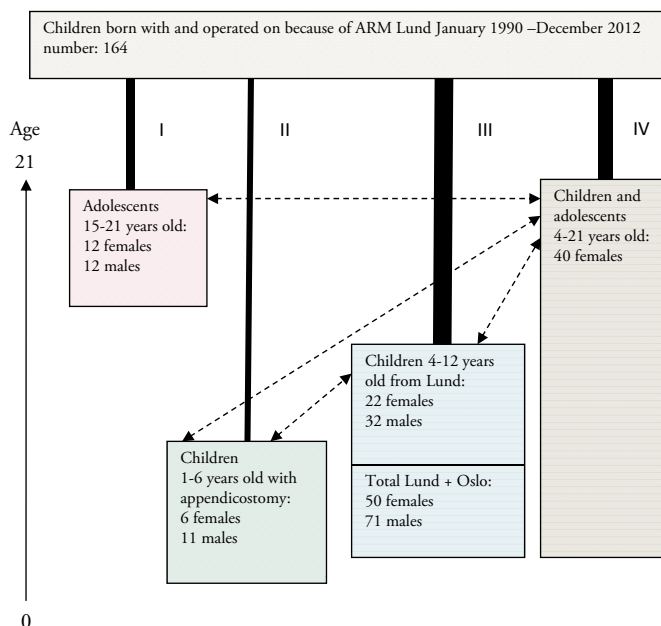 Children born with and operated on because of ARM Lund January 1990 –December 2012
number: 164
Age
21
I
II
III
IV
Adolescents
15-21 years old:
12 females
12 males
Children and
adolescents
4-21 years old:
40 females
Children 4-12 years
old from Lund:
22 females
32 males
Children
1-6 years old with
appendicostomy:
6 females
11 males
Total Lund + Oslo:
50 females
71 males
0